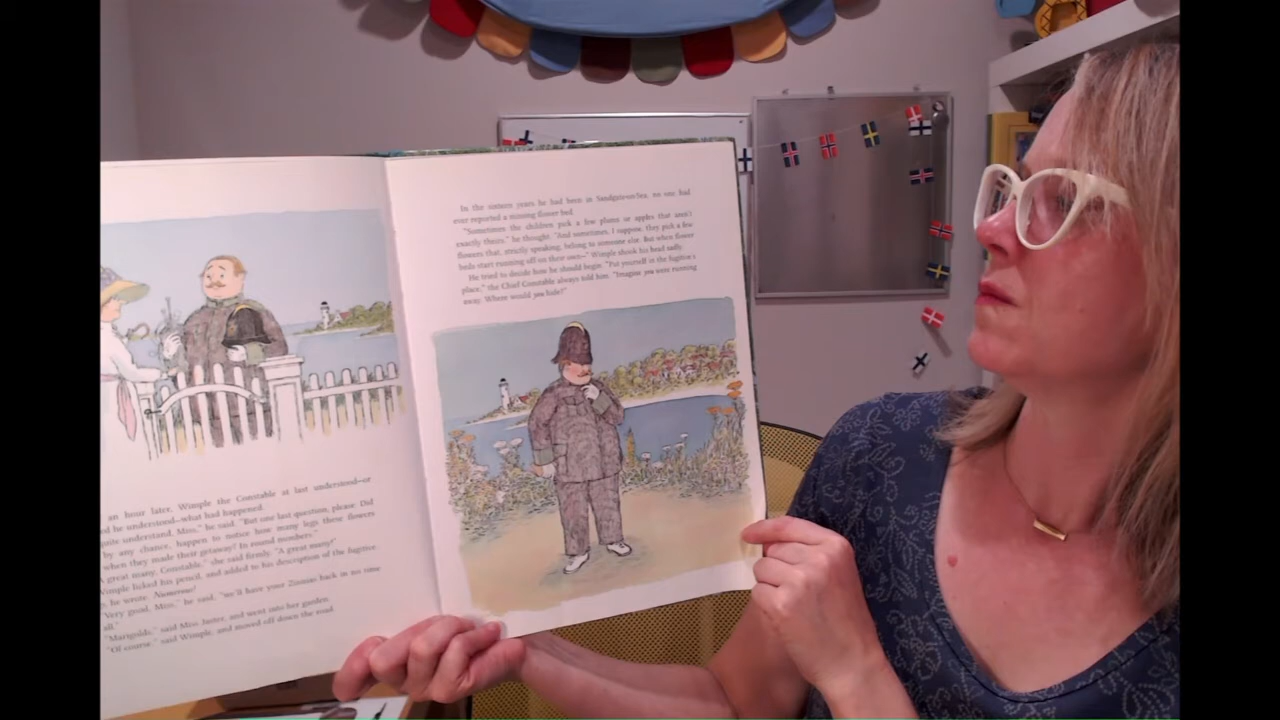 an hour later, Wimple the Constable at last understood—or
he understood—what had happened.
quite understand, Miss," he said. "But one last question, please. Did
by any chance, happen to notice how many legs these flowers
when they made their getaway? In round numbers."
great many, Constable," she said firmly. "A great many!"
Wimple licked his pencil, and added to his description of the fugitive
he wrote. Numerous!
"Very good, Miss," he said, "we'll have your Zinnias back in no time
all."
"Marigolds," said Miss Jaster, and went into her garden.
"Of course," said Wimple, and moved off down the road.
In the sixteen years he had been in Sandgate-on-Sea, no one had
ever reported a missing flower bed.
"Sometimes the children pick a few plums or apples that aren't
exactly theirs," he thought. "And sometimes, I suppose, they pick a few
flowers that, strictly speaking, belong to someone else. But when flower
beds start running off on their own—" Wimple shook his head sadly.
He tried to decide how he should begin. "Put yourself in the fugitive's
place," the Chief Constable always told him. "Imagine you were running
away. Where would you hide?"